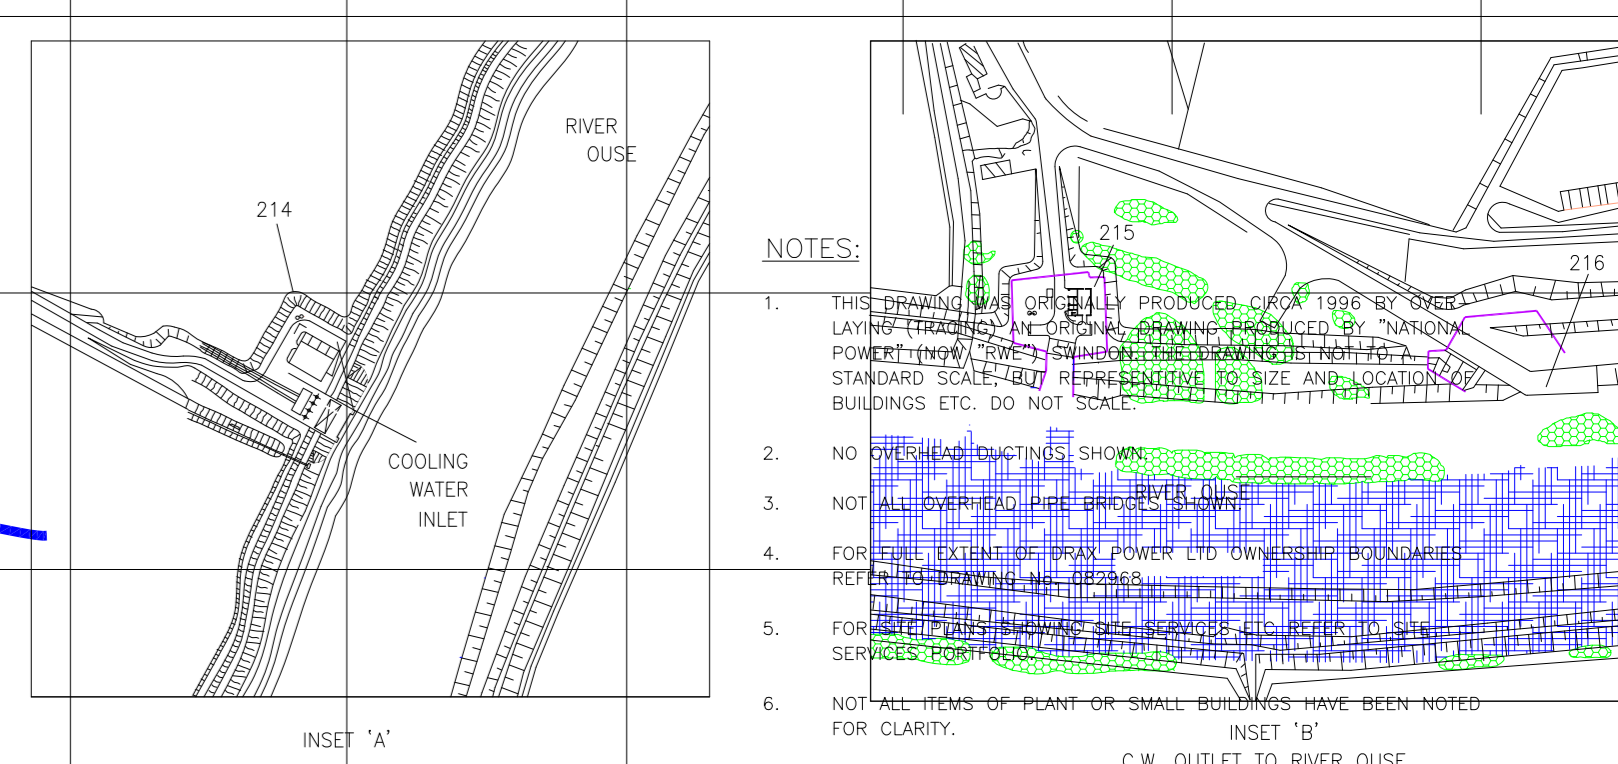 RIVER
OUSE
214
COOLING
WATER
INLET
INSET 'A'
NOTES:
1. THIS DRAWING WAS ORIGINALLY PRODUCED CIRCA 1996 BY OVER-
LAYING (TRACING) AN ORIGINAL DRAWING PRODUCED BY "NATIONAL
POWER" (NOW "RWE") SWINDON. THE DRAWING IS NOT TO A
STANDARD SCALE, BUT REPRESENTITIVE TO SIZE AND LOCATION OF
BUILDINGS ETC. DO NOT SCALE.
2. NO OVERHEAD DUCTINGS SHOWN.
3. NOT ALL OVERHEAD PIPE BRIDGES SHOWN.
4. FOR FULL EXTENT OF DRAX POWER LTD OWNERSHIP BOUNDARIES
REFER TO DRAWING No. 082968
5. FOR SITE PLANS SHOWING SITE SERVICES ETC REFER TO SITE
SERVICES PORTFOLIO.
6. NOT ALL ITEMS OF PLANT OR SMALL BUILDINGS HAVE BEEN NOTED
FOR CLARITY.
215
216
RIVER OUSE
INSET 'B'
C.W. OUTLET TO RIVER OUSE